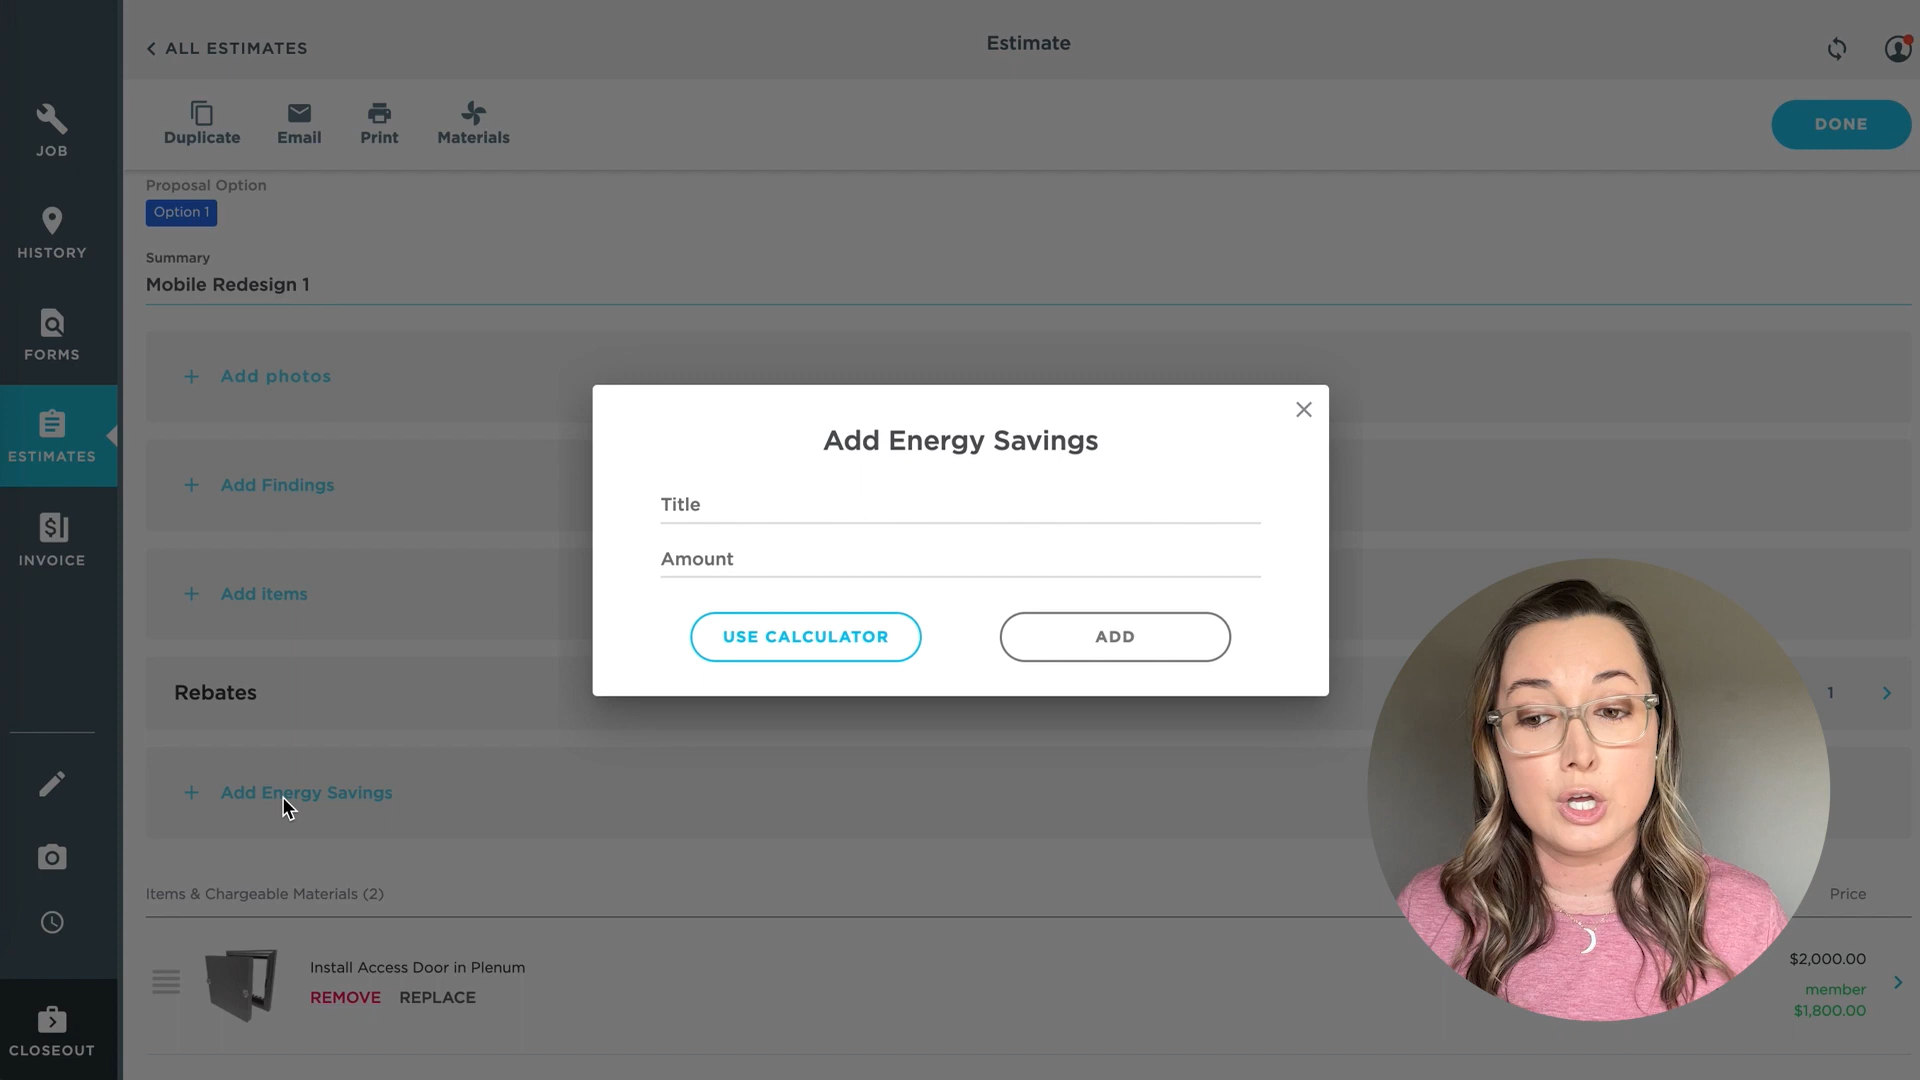 ALL ESTIMATES
Estimate
JOB
HISTORY
FORMS
ESTIMATES
INVOICE
CLOSEOUT
Duplicate
Email
Print
Materials
DONE
Proposal Option
Option 1
Summary
Mobile Redesign 1
+ Add photos
+ Add Findings
+ Add items
Rebates
1
+ Add Energy Savings
Add Energy Savings
Title
Amount
USE CALCULATOR
ADD
Items & Chargeable Materials (2)
Price
Install Access Door in Plenum
REMOVE REPLACE
$2,000.00
member
$1,800.00